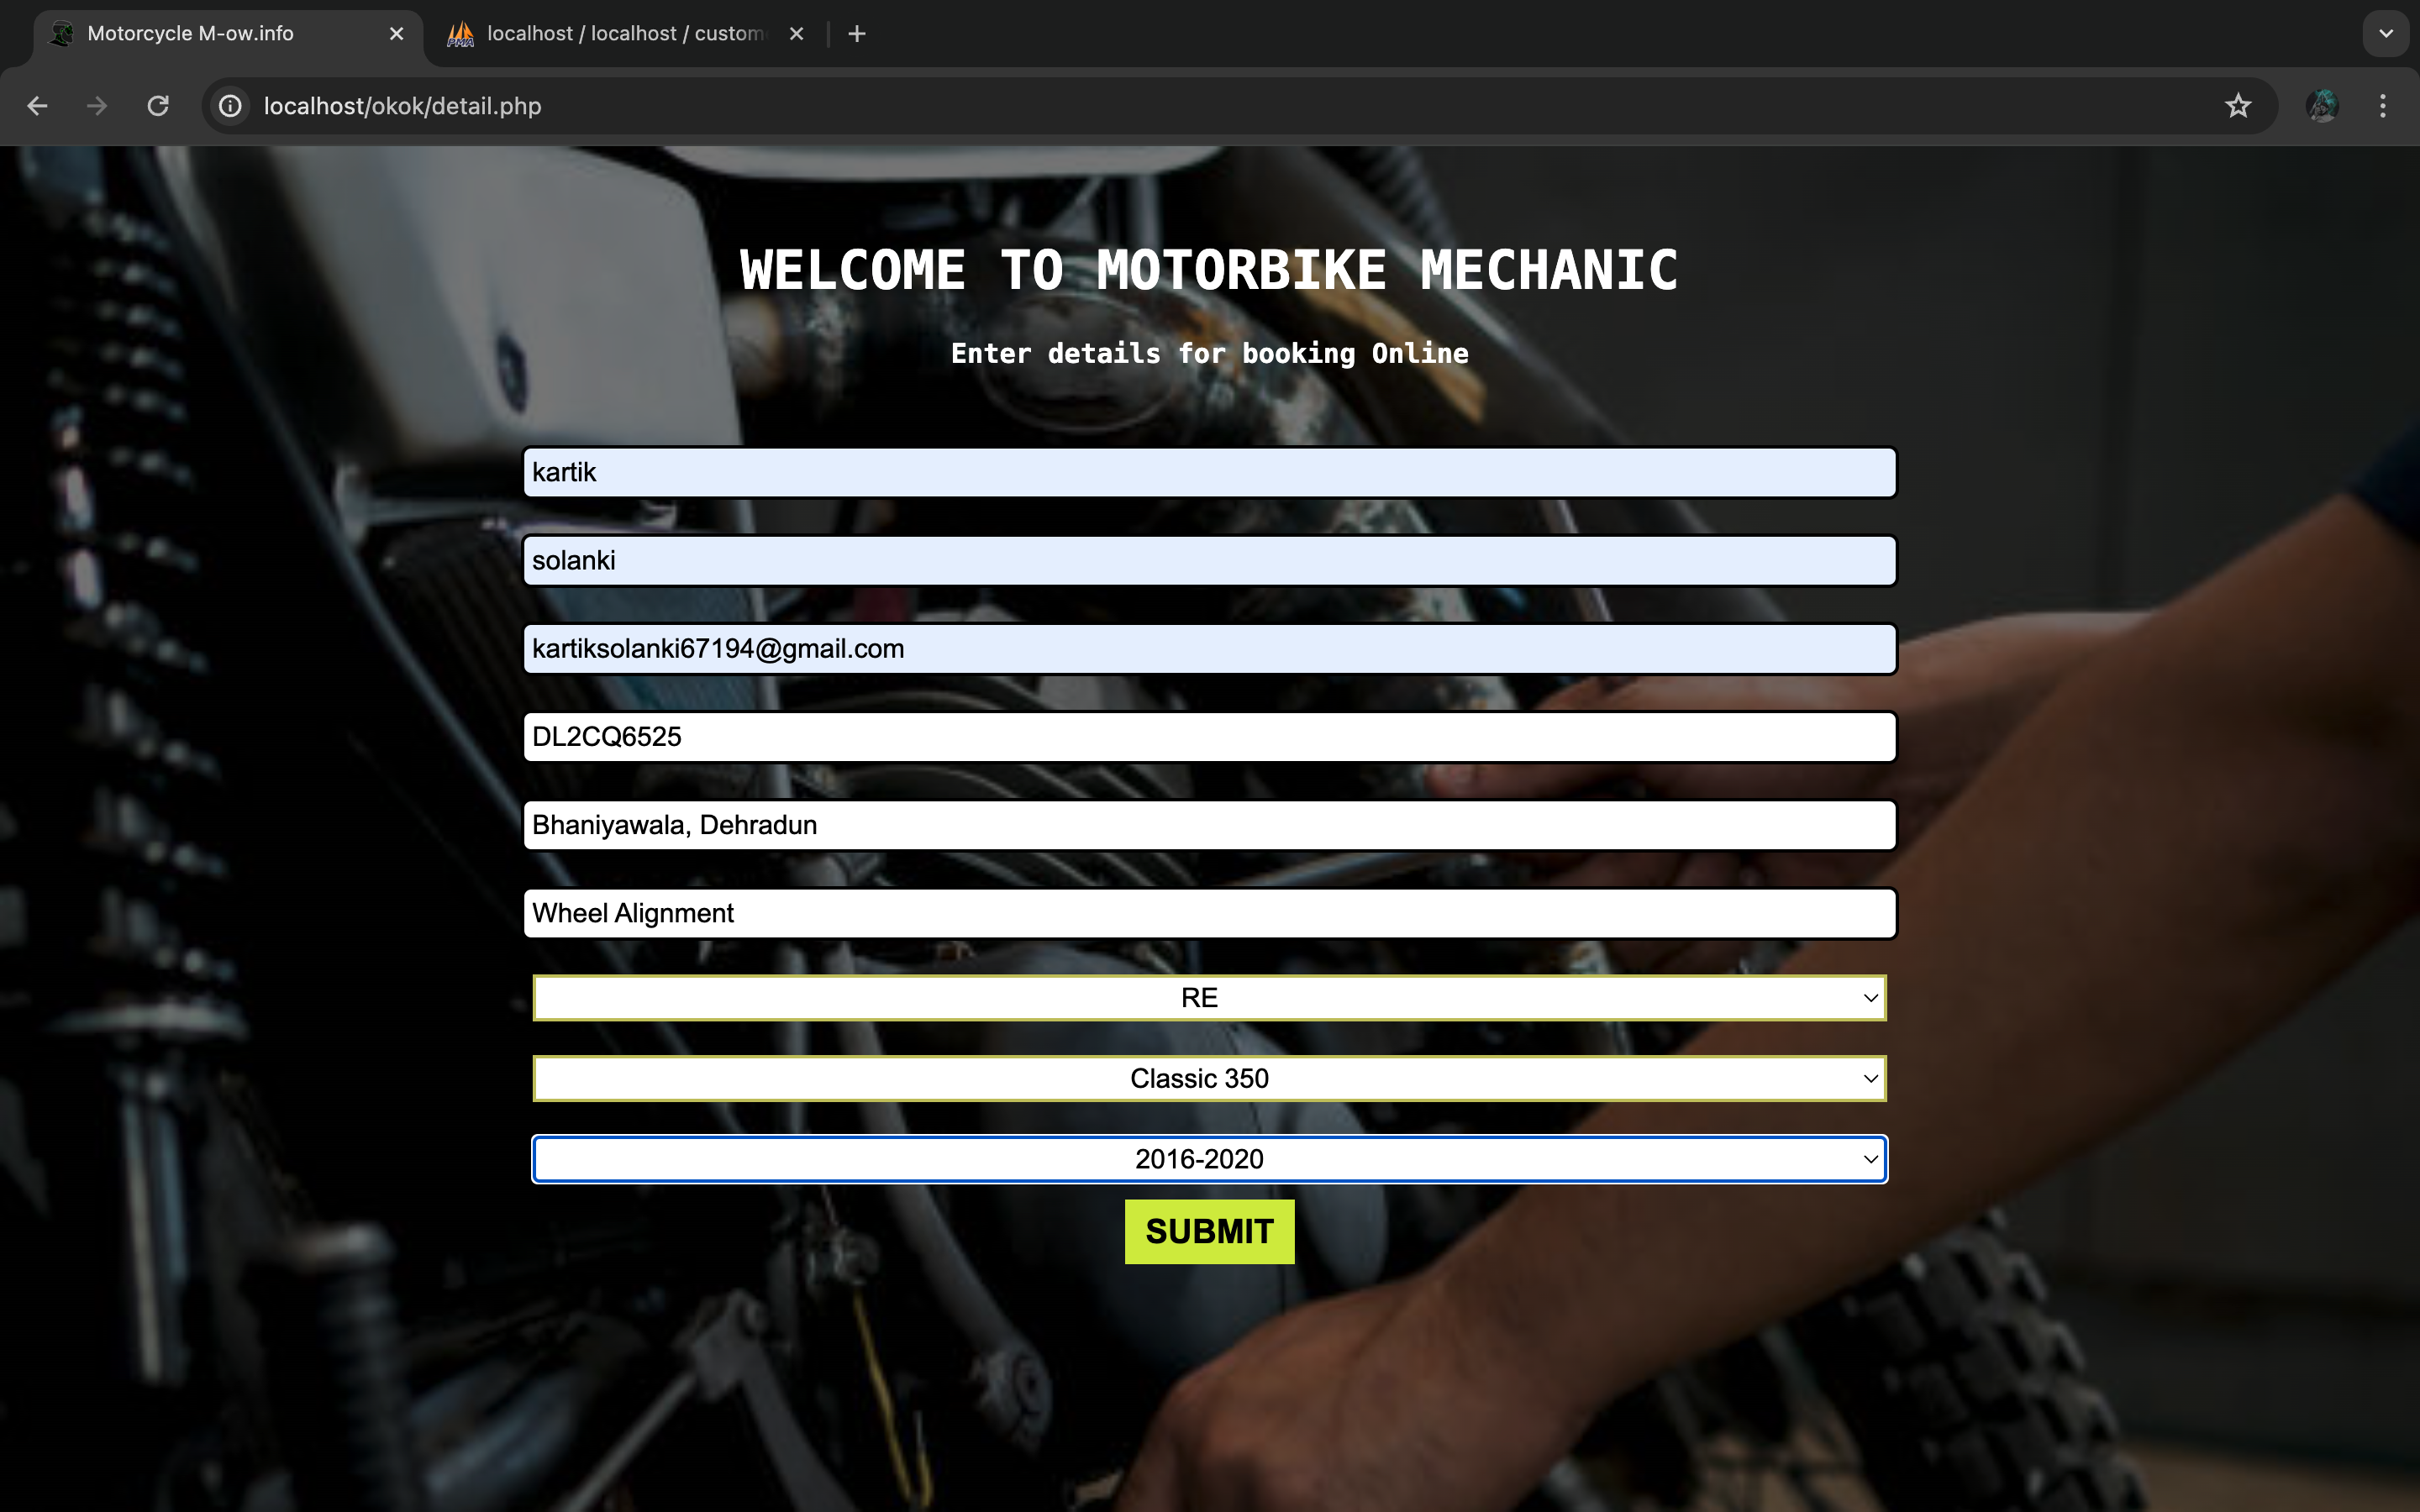 Motorcycle M-ow.info
localhost / localhost / custom
localhost/okok/detail.php
WELCOME TO MOTORBIKE MECHANIC
Enter details for booking Online
kartik
solanki
kartiksolanki67194@gmail.com
DL2CQ6525
Bhaniyawala, Dehradun
Wheel Alignment
RE
Classic 350
2016-2020
SUBMIT